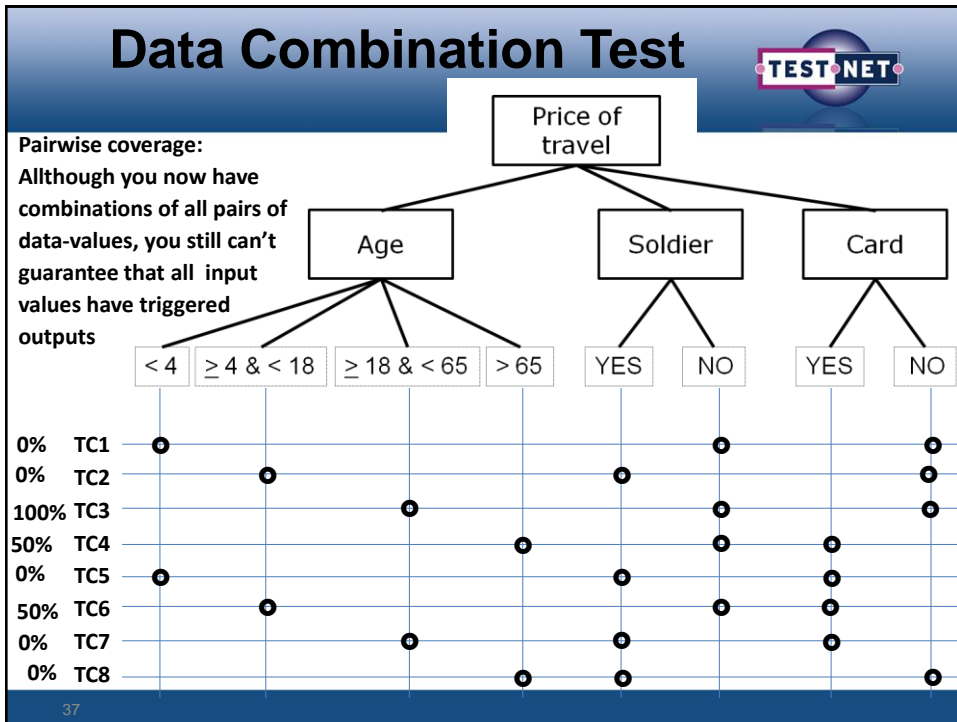 Data Combination Test
TEST NET
Pairwise coverage:
Allthough you now have
combinations of all pairs of
data-values, you still can't
guarantee that all input
values have triggered
outputs
Price of
travel
Age
Soldier
Card
< 4
≥ 4 & < 18
≥ 18 & < 65
> 65
YES
NO
YES
NO
0% TC1
0% TC2
100% TC3
50% TC4
0% TC5
50% TC6
0% TC7
0% TC8
37